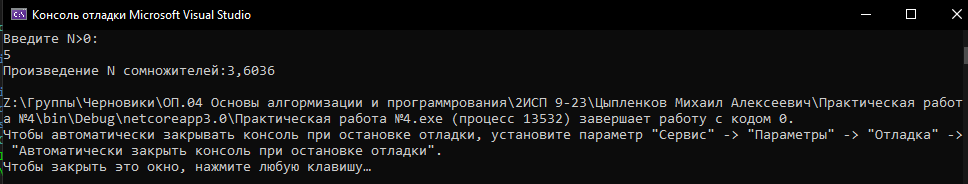 Консоль отладки Microsoft Visual Studio
Введите N>0:
5
Произведение N сомножителей:3,6036
Z:\Группы\Черновики\ОП.04 Основы алгормизации и программрования\2ИСП 9-23\Цыпленков Михаил Алексеевич\Практическая работ
а №4\bin\Debug\netcoreapp3.0\Практическая работа №4.exe (процесс 13532) завершает работу с кодом 0.
Чтобы автоматически закрывать консоль при остановке отладки, установите параметр "Сервис" -> "Параметры" -> "Отладка" ->
"Автоматически закрыть консоль при остановке отладки".
Чтобы закрыть это окно, нажмите любую клавишу…